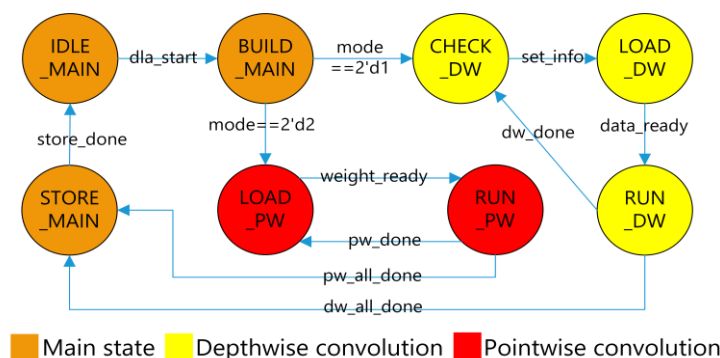 IDLE
_MAIN
dla_start
BUILD
_MAIN
mode
==2'd1
CHECK
_DW
set_info
LOAD
_DW
store_done
mode==2'd2
dw_done
data_ready
STORE
_MAIN
LOAD
_PW
weight_ready
RUN
_PW
RUN
_DW
pw_done
pw_all_done
dw_all_done
Main state
Depthwise convolution
Pointwise convolution